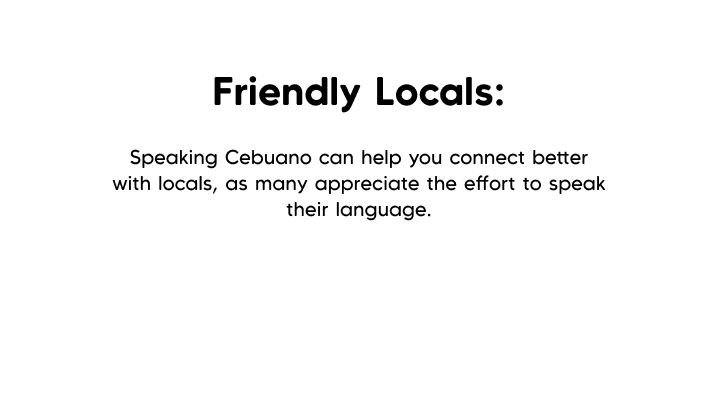 Friendly Locals:
Speaking Cebuano can help you connect better
with locals, as many appreciate the effort to speak
their language.